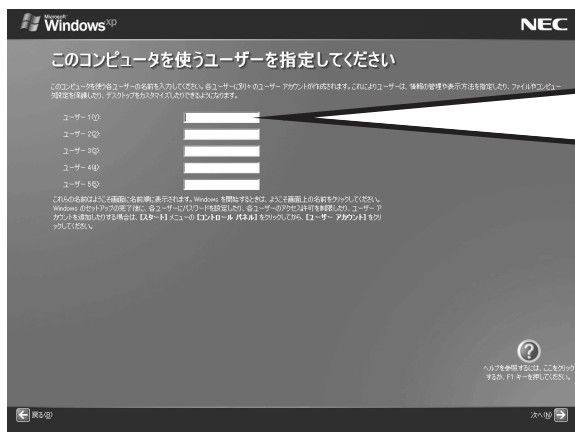 Microsoft
Windows xp
NEC
このコンピュータを使うユーザーを指定してください
このコンピュータを使う各ユーザーの名前を入力してください。各ユーザーに別々のユーザー アカウントが作成されます。これによりユーザーは、情報の管理や表示方法を指定したり、ファイルやコンピュー
タ設定を保護したり、デスクトップをカスタマイズしたりできるようになります。
ユーザー 1(Y):
ユーザー 2(2):
ユーザー 3(3):
ユーザー 4(4):
ユーザー 5(5):
これらの名前はようこそ画面に名前順に表示されます。Windows を開始するときは、ようこそ画面上の名前をクリックしてください。
Windows のセットアップの完了後に、各ユーザーにパスワードを設定したり、各ユーザーのアクセス許可を制限したり、ユーザー ア
カウントを追加したりする場合は、[スタート] メニューの [コントロール パネル] をクリックしてから、[ユーザー アカウント] をクリ
ックしてください。
ヘルプを参照するには、ここをクリック
するか、F1 キーを押してください。
戻る(B)
次へ(N)